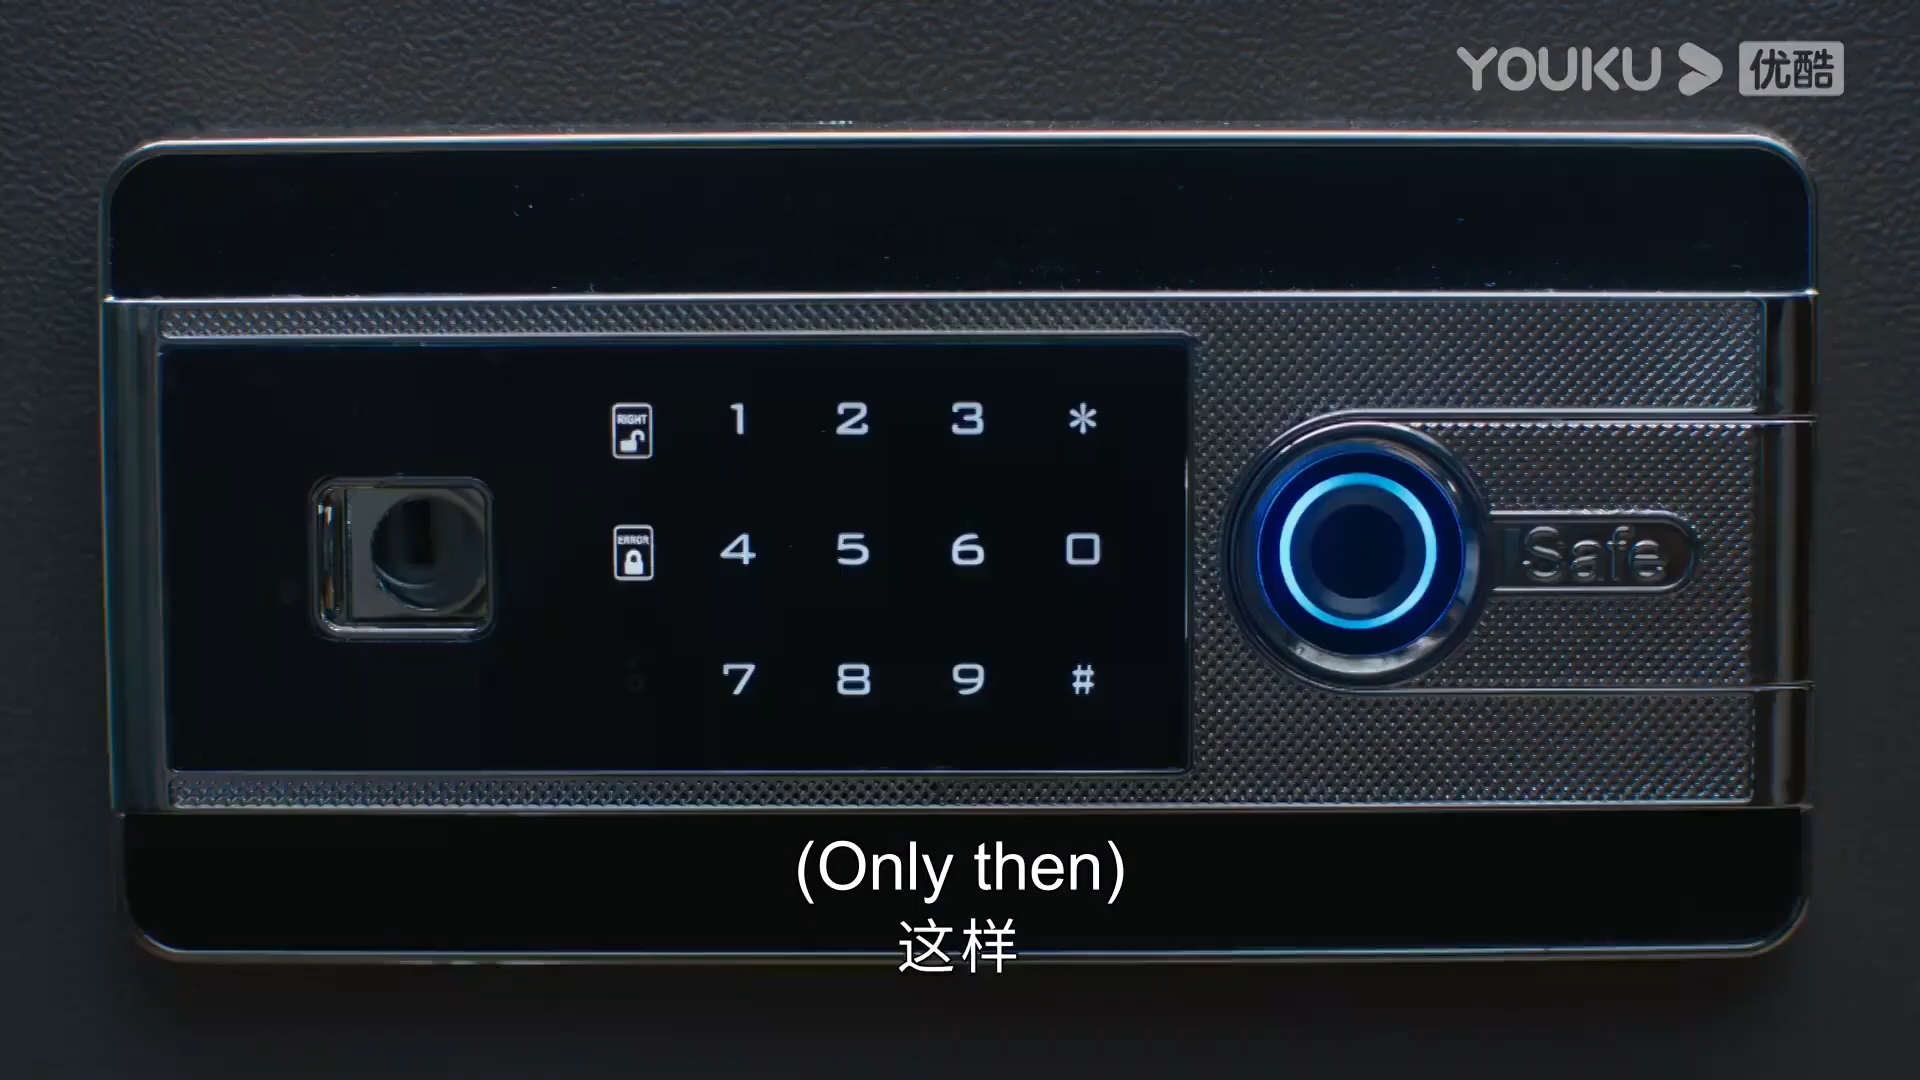 YOUKU 优酷
RIGHT 1 2 3 *
ERROR 4 5 6 0
7 8 9 #
iSafe
(Only then)
这样